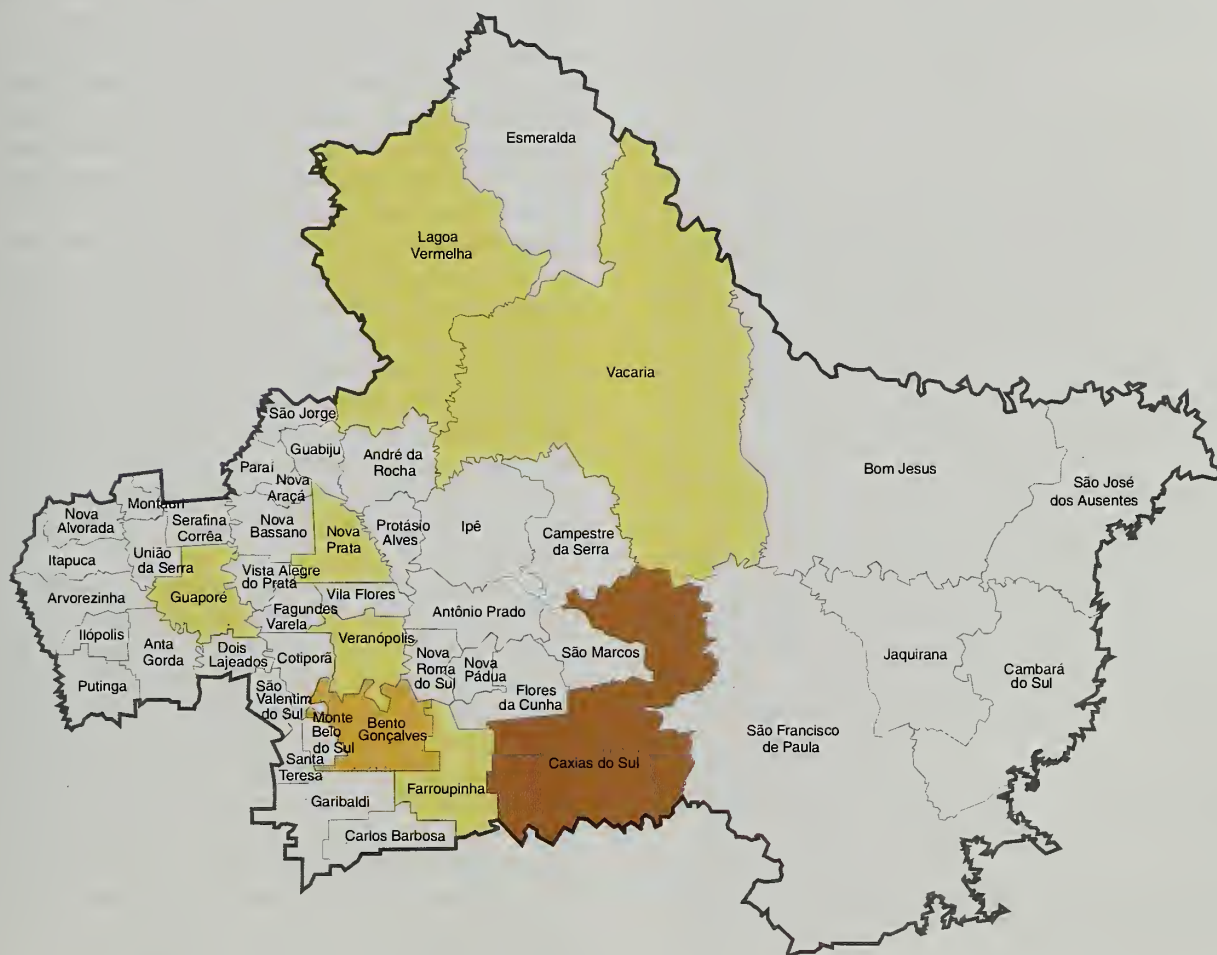 Esmeralda
Lagoa
Vermelha
Vacaria
São Jorge
Guabiju
André da
Rocha
Paraí
Nova
Araçá
Bom Jesus
São José
dos Ausentes
Montauri
Nova
Alvorada
Serafina
Corrêa
Nova
Bassano
Nova
Prata
Protásio
Alves
Ipê
Campestre
da Serra
Itapuca
União
da Serra
Vista Alegre
do Prata
Vila Flores
Arvorezinha
Guaporé
Fagundes
Varela
Antônio Prado
Ilópolis
Anta
Gorda
Dois
Lajeados
Cotiporã
Veranópolis
Nova
Roma
do Sul
Nova
Pádua
São Marcos
Jaquirana
Cambará
do Sul
Putinga
São
Valentim
do Sul
Flores
da Cunha
Monte
Belo
do Sul
Bento
Gonçalves
São Francisco
de Paula
Santa
Teresa
Caxias do Sul
Farroupinha
Garibaldi
Carlos Barbosa